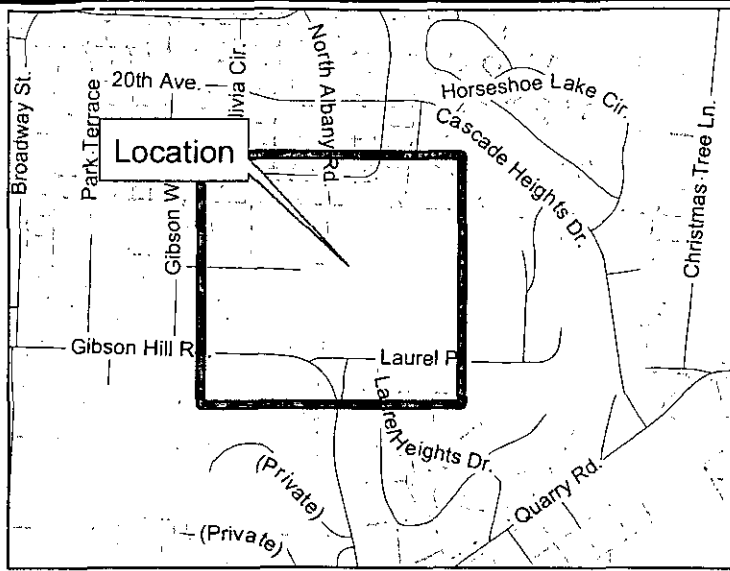 Broadway St.
Park Terrace
20th Ave.
livia Cir.
North Albany Rd.
Horseshoe Lake Cir.
Cascade Heights Dr.
Christmas Tree Ln.
Location
Gibson W
Gibson Hill R
Laurel P
Laurel Heights Dr.
Quarry Rd.
(Private)
(Private)